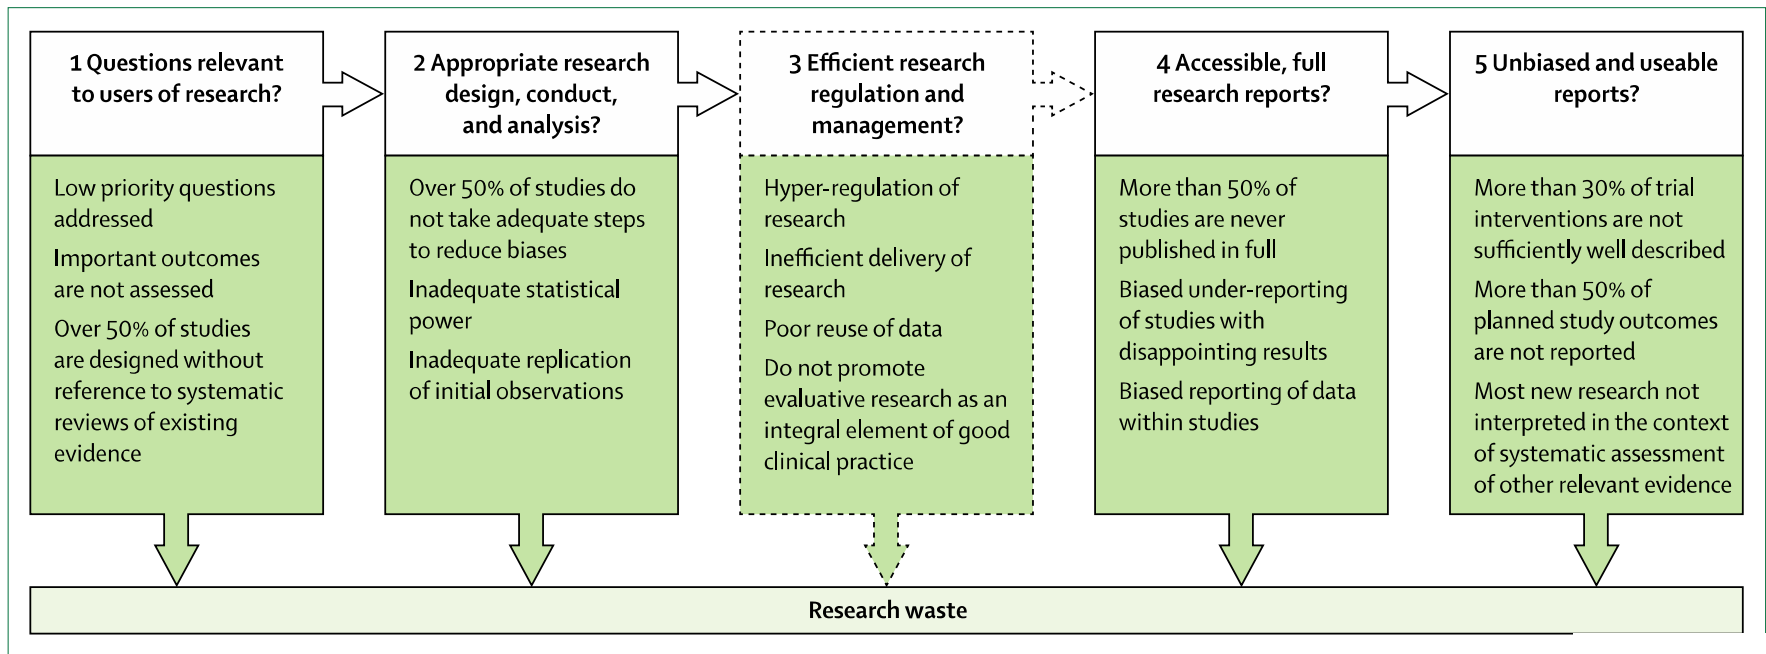 1 Questions relevant
to users of research?
Low priority questions
addressed
Important outcomes
are not assessed
Over 50% of studies
are designed without
reference to systematic
reviews of existing
evidence
2 Appropriate research
design, conduct,
and analysis?
Over 50% of studies do
not take adequate steps
to reduce biases
Inadequate statistical
power
Inadequate replication
of initial observations
3 Efficient research
regulation and
management?
Hyper-regulation of
research
Inefficient delivery of
research
Poor reuse of data
Do not promote
evaluative research as an
integral element of good
clinical practice
4 Accessible, full
research reports?
More than 50% of
studies are never
published in full
Biased under-reporting
of studies with
disappointing results
Biased reporting of data
within studies
5 Unbiased and useable
reports?
More than 30% of trial
interventions are not
sufficiently well described
More than 50% of
planned study outcomes
are not reported
Most new research not
interpreted in the context
of systematic assessment
of other relevant evidence
Research waste